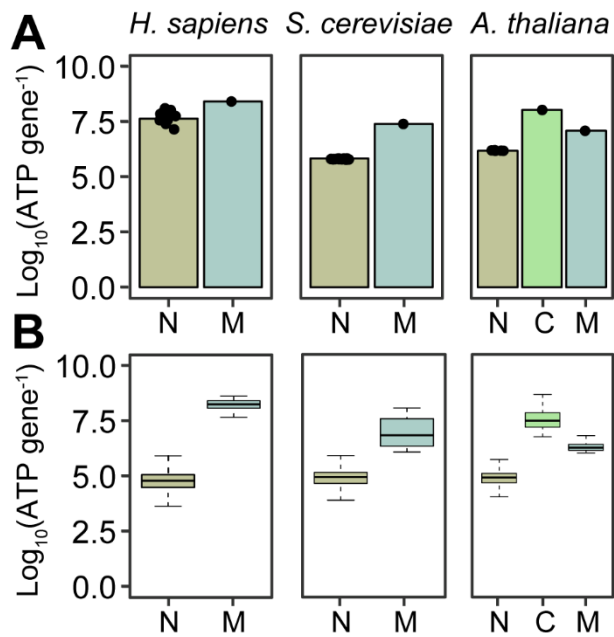 A
H. sapiens S. cerevisiae A. thaliana
Log10(ATP gene-1)
10.0
7.5
5.0
2.5
0.0
N M N M N C M
B
Log10(ATP gene-1)
10.0
7.5
5.0
2.5
0.0
N M N M N C M